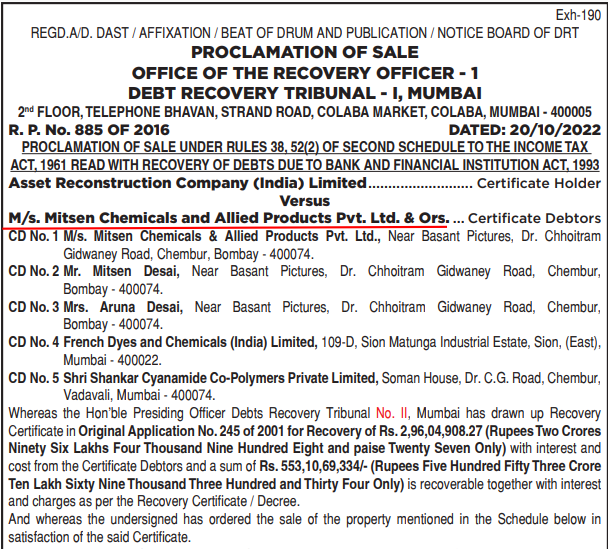 Exh-190
REGD.A/D. DAST / AFFIXATION / BEAT OF DRUM AND PUBLICATION / NOTICE BOARD OF DRT
PROCLAMATION OF SALE
OFFICE OF THE RECOVERY OFFICER - 1
DEBT RECOVERY TRIBUNAL - I, MUMBAI
2nd FLOOR, TELEPHONE BHAVAN, STRAND ROAD, COLABA MARKET, COLABA, MUMBAI - 400005
R. P. No. 885 OF 2016 DATED: 20/10/2022
PROCLAMATION OF SALE UNDER RULES 38, 52(2) OF SECOND SCHEDULE TO THE INCOME TAX
ACT, 1961 READ WITH RECOVERY OF DEBTS DUE TO BANK AND FINANCIAL INSTITUTION ACT, 1993
Asset Reconstruction Company (India) Limited.......................... Certificate Holder
Versus
M/s. Mitsen Chemicals and Allied Products Pvt. Ltd. & Ors. ... Certificate Debtors
CD No. 1 M/s. Mitsen Chemicals & Allied Products Pvt. Ltd., Near Basant Pictures, Dr. Chhoitram
Gidwaney Road, Chembur, Bombay - 400074.
CD No. 2 Mr. Mitsen Desai, Near Basant Pictures, Dr. Chhoitram Gidwaney Road, Chembur,
Bombay - 400074.
CD No. 3 Mrs. Aruna Desai, Near Basant Pictures, Dr. Chhoitram Gidwaney Road, Chembur,
Bombay - 400074.
CD No. 4 French Dyes and Chemicals (India) Limited, 109-D, Sion Matunga Industrial Estate, Sion, (East),
Mumbai - 400022.
CD No. 5 Shri Shankar Cyanamide Co-Polymers Private Limited, Soman House, Dr. C.G. Road, Chembur,
Vadavali, Mumbai - 400074.
Whereas the Hon'ble Presiding Officer Debts Recovery Tribunal No. II, Mumbai has drawn up Recovery
Certificate in Original Application No. 245 of 2001 for Recovery of Rs. 2,96,04,908.27 (Rupees Two Crores
Ninety Six Lakhs Four Thousand Nine Hundred Eight and paise Twenty Seven Only) with interest and
cost from the Certificate Debtors and a sum of Rs. 553,10,69,334/- (Rupees Five Hundred Fifty Three Crore
Ten Lakh Sixty Nine Thousand Three Hundred and Thirty Four Only) is recoverable together with interest
and charges as per the Recovery Certificate / Decree.
And whereas the undersigned has ordered the sale of the property mentioned in the Schedule below in
satisfaction of the said Certificate.